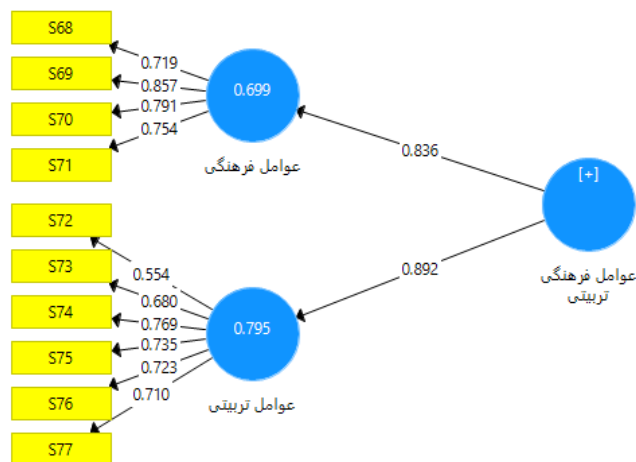 S68
S69
S70
S71
0.719
0.857
0.791
0.754
0.699
عوامل فرهنگی
0.836
[+]
عوامل فرهنگی
تربیتی
0.892
S72
S73
S74
S75
S76
S77
0.554
0.680
0.769
0.735
0.723
0.710
0.795
عوامل تربیتی